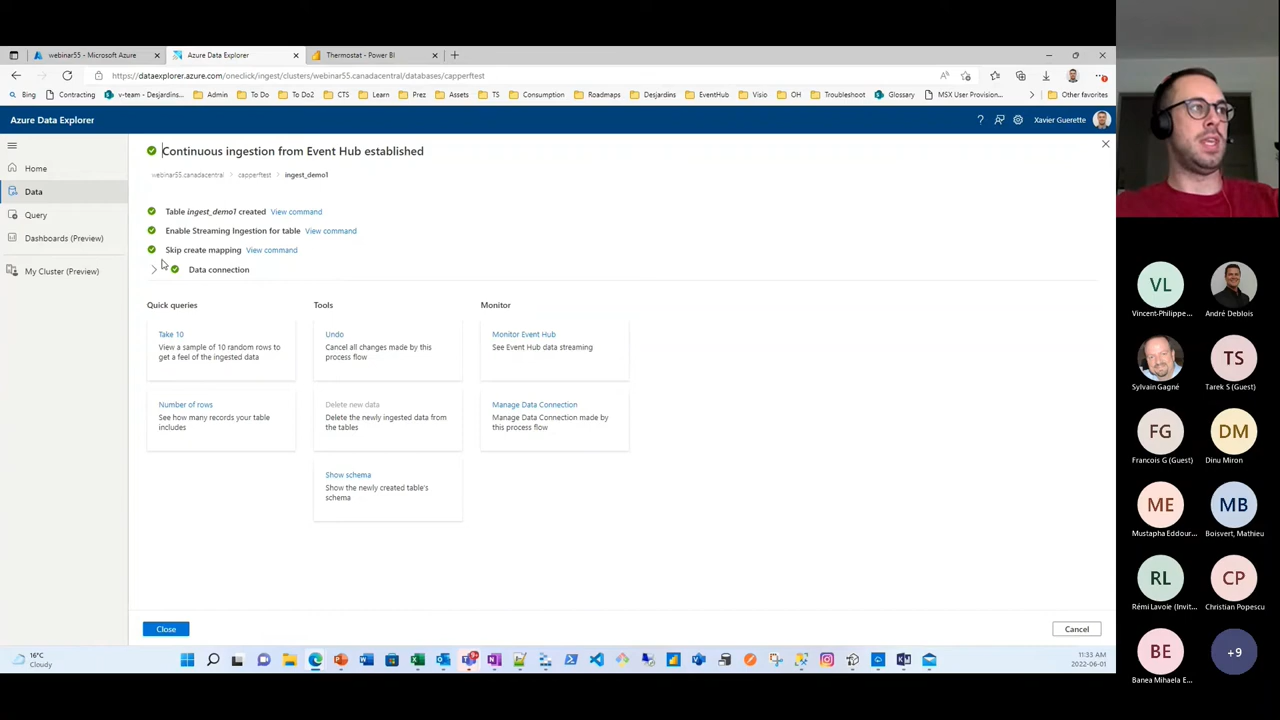 webinar55 - Microsoft Azure
Azure Data Explorer
Thermostat - Power BI
https://dataexplorer.azure.com/oneclick/ingest/clusters/webinar55.canadacentral/databases/capperftest
Bing
Contracting
v-team - Desjardins...
Admin
To Do
To Do2
CTS
Learn
Prez
Assets
TS
Consumption
Roadmaps
Desjardins
EventHub
Visio
OH
Troubleshoot
Glossary
MSX User Provision...
Other favorites
Azure Data Explorer
Xavier Guerette
Home
Data
Query
Dashboards (Preview)
My Cluster (Preview)
Continuous ingestion from Event Hub established
webinar55.canadacentral > capperftest > ingest_demo1
Table ingest_demo1 created View command
Enable Streaming Ingestion for table View command
Skip create mapping View command
Data connection
Quick queries
Take 10
View a sample of 10 random rows to
get a feel of the ingested data
Number of rows
See how many records your table
includes
Tools
Undo
Cancel all changes made by this
process flow
Delete new data
Delete the newly ingested data from
the tables
Show schema
Show the newly created table's
schema
Monitor
Monitor Event Hub
See Event Hub data streaming
Manage Data Connection
Manage Data Connection made by
this process flow
Close
Cancel
16°C
Cloudy
11:33 AM
2022-06-01
VL
Vincent-Philippe...
André Deblois
Sylvain Gagné
TS
Tarek S (Guest)
FG
Francois G (Guest)
DM
Dinu Miron
ME
Mustapha Eddour...
MB
Boisvert, Mathieu
RL
Rémi Lavoie (Invit...
CP
Christian Popescu
BE
Banea Mihaela E...
+9